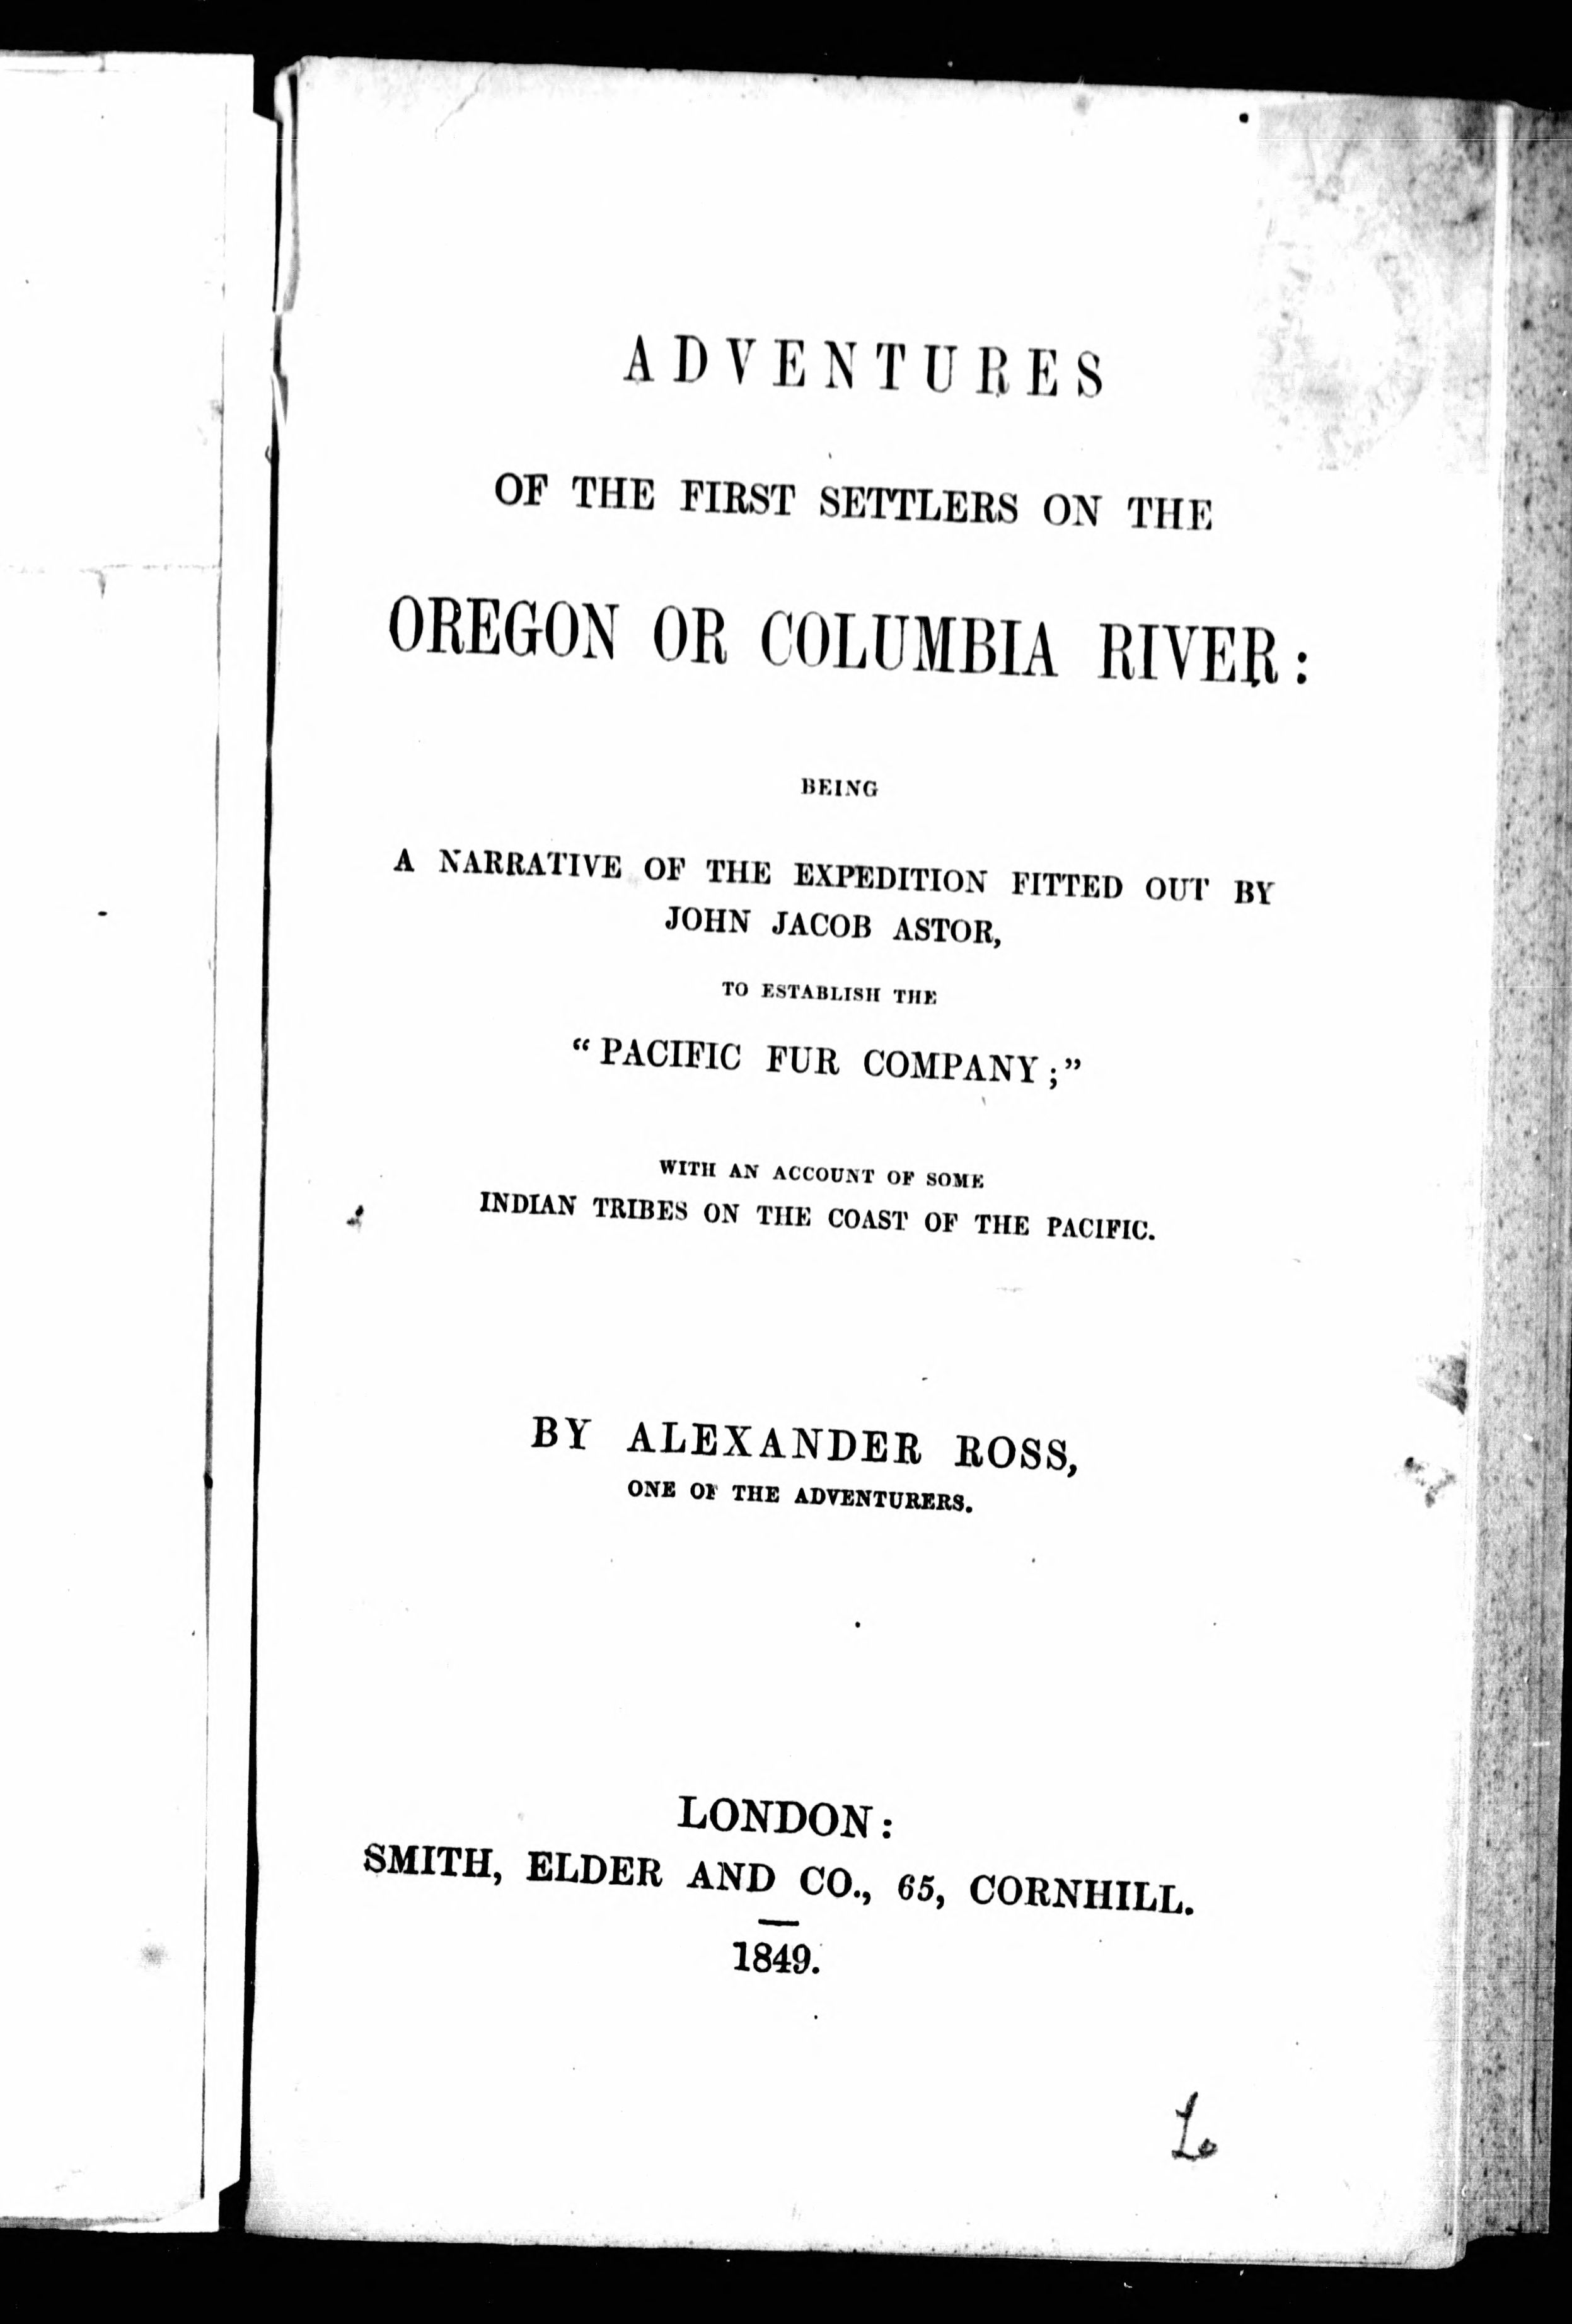 ADVENTURES
OF THE FIRST SETTLERS ON THE
OREGON OR COLUMBIA RIVER:
BEING
A NARRATIVE OF THE EXPEDITION FITTED OUT BY
JOHN JACOB ASTOR,
TO ESTABLISH THE
“PACIFIC FUR COMPANY;”
WITH AN ACCOUNT OF SOME
INDIAN TRIBES ON THE COAST OF THE PACIFIC.
BY ALEXANDER ROSS,
ONE OF THE ADVENTURERS.
LONDON:
SMITH, ELDER AND CO., 65, CORNHILL.
1849.